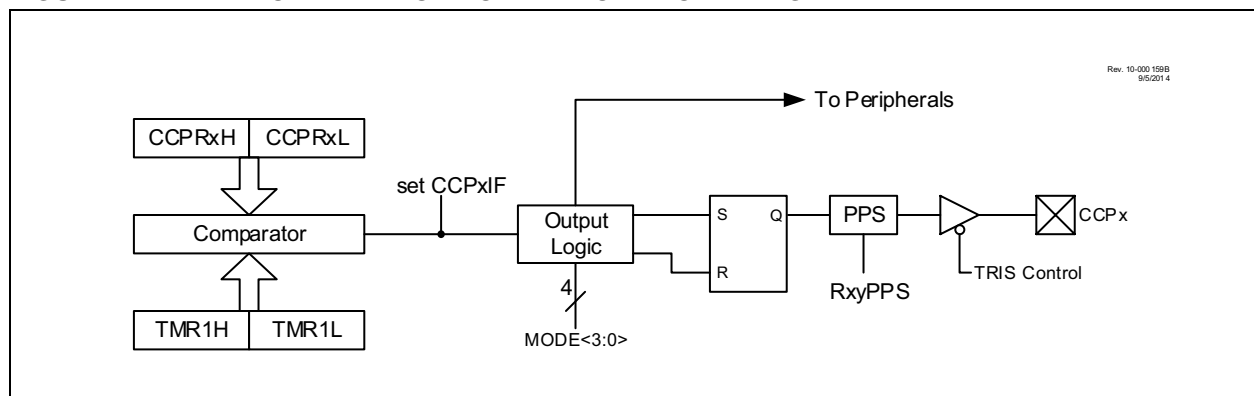 Rev. 10-000 159B
9/5/2014
To Peripherals
CCPRxH CCPRxL
set CCPxIF
Comparator
Output
Logic
S Q
R
PPS
CCPx
TRIS Control
RxyPPS
4
TMR1H TMR1L
MODE<3:0>